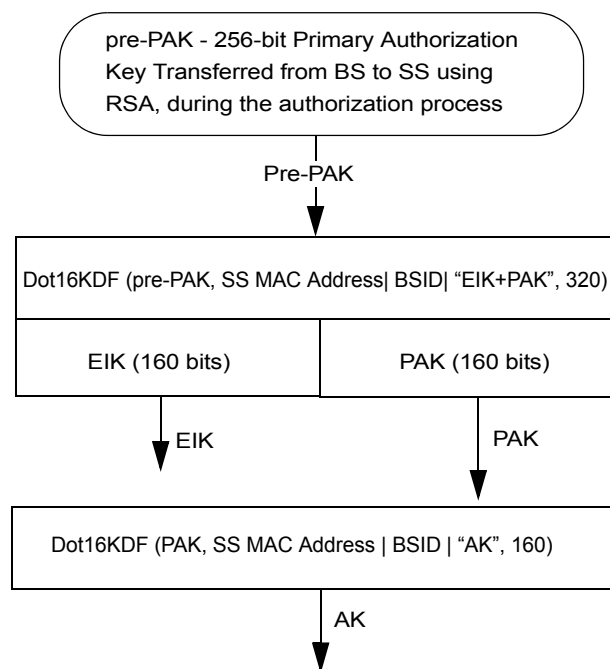 pre-PAK - 256-bit Primary Authorization
Key Transferred from BS to SS using
RSA, during the authorization process
Pre-PAK
Dot16KDF (pre-PAK, SS MAC Address| BSID| “EIK+PAK”, 320)
EIK (160 bits)
PAK (160 bits)
EIK
PAK
Dot16KDF (PAK, SS MAC Address | BSID | “AK”, 160)
AK